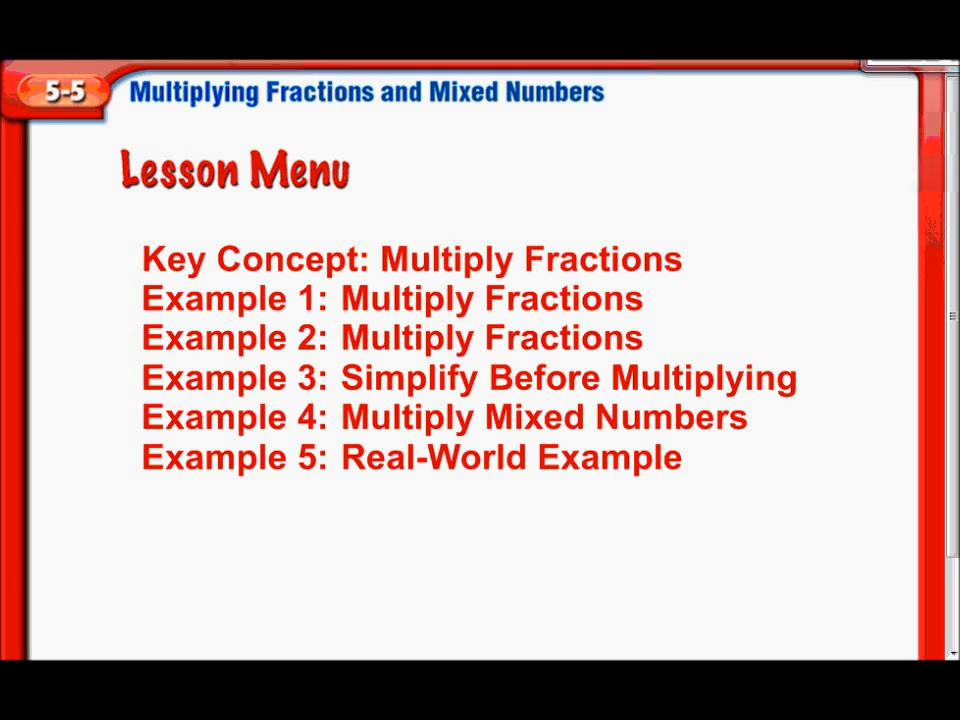 5-5 Multiplying Fractions and Mixed Numbers
Lesson Menu
Key Concept: Multiply Fractions
Example 1: Multiply Fractions
Example 2: Multiply Fractions
Example 3: Simplify Before Multiplying
Example 4: Multiply Mixed Numbers
Example 5: Real-World Example